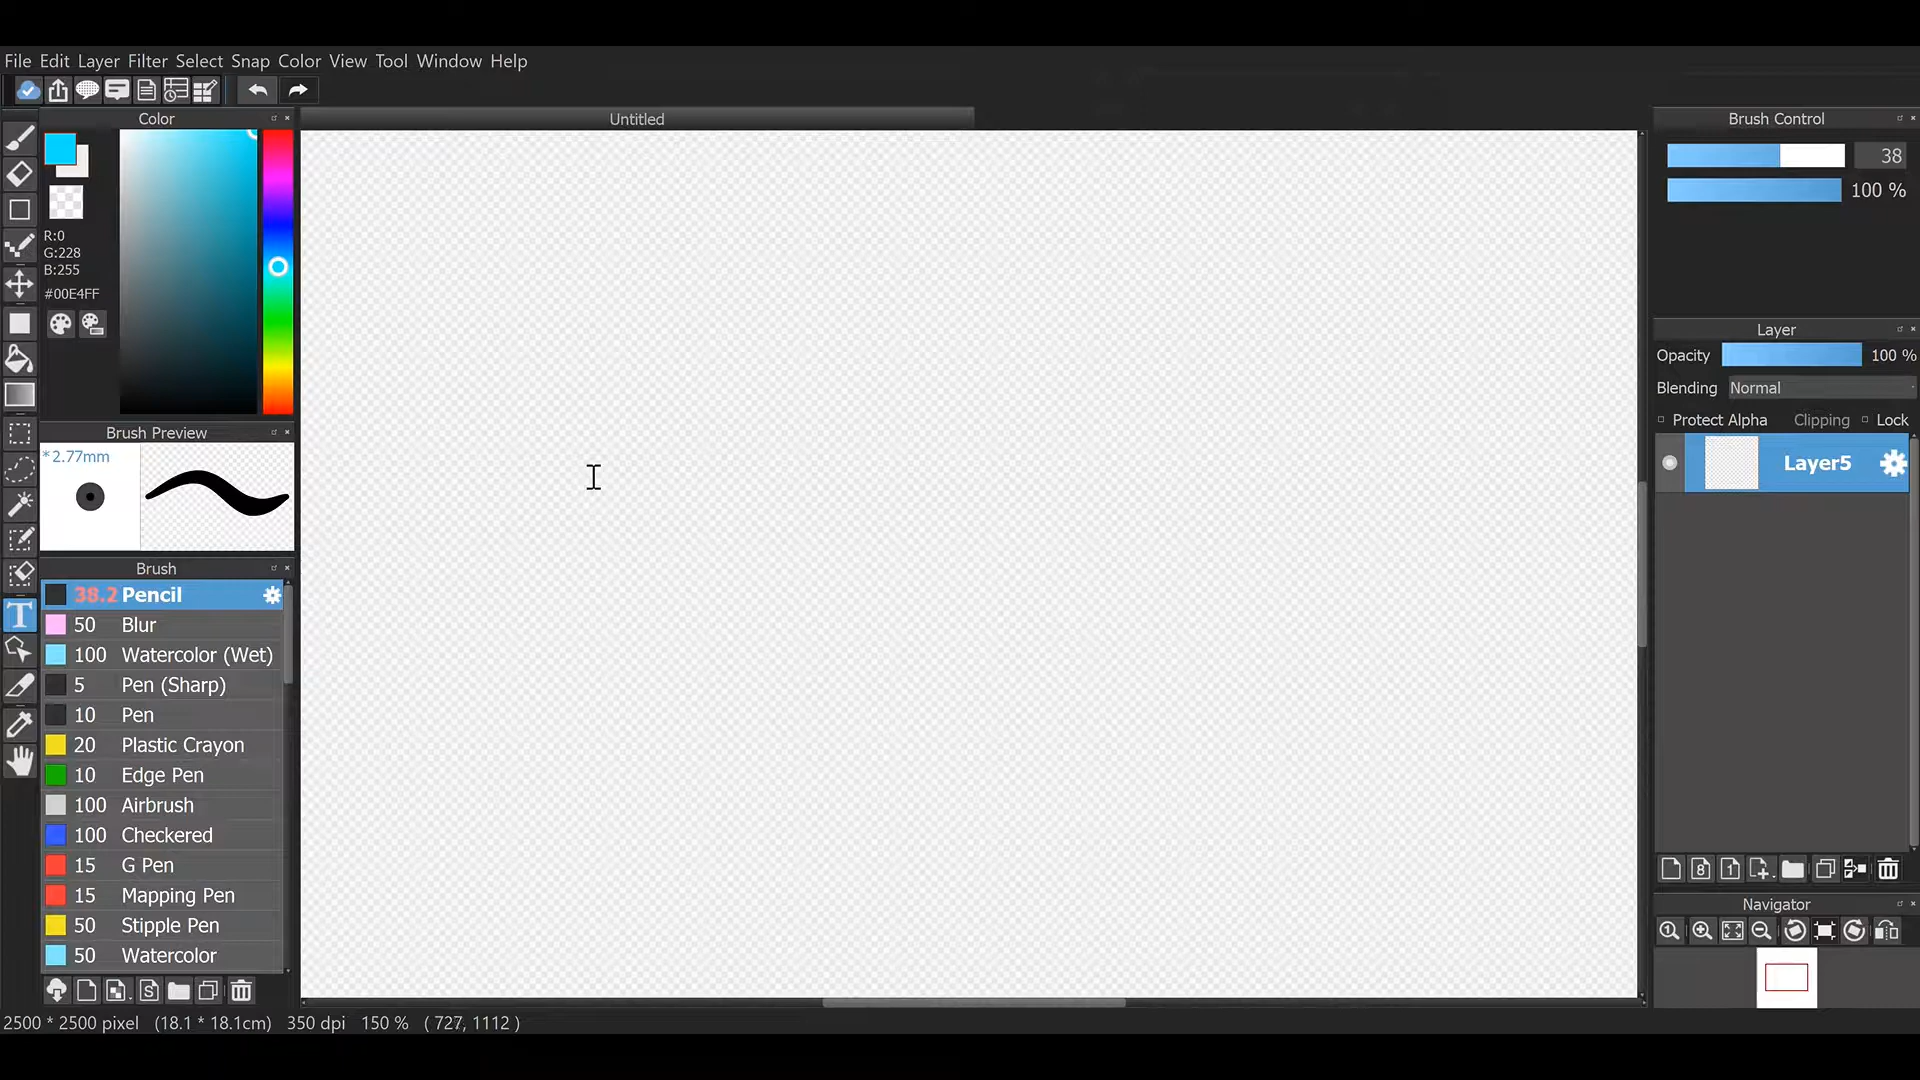 File Edit Layer Filter Select Snap Color View Tool Window Help
Color
Untitled
Brush Control
R:0
G:228
B:255
#00E4FF
38
100 %
Brush Preview
*2.77mm
Layer
Opacity 100 %
Blending Normal
Protect Alpha Clipping Lock
Layer5
Brush
38.2 Pencil
50 Blur
100 Watercolor (Wet)
5 Pen (Sharp)
10 Pen
20 Plastic Crayon
10 Edge Pen
100 Airbrush
100 Checkered
15 G Pen
15 Mapping Pen
50 Stipple Pen
50 Watercolor
T
8
1
S
Navigator
1
2500 * 2500 pixel (18.1 * 18.1cm) 350 dpi 150 % ( 727, 1112 )